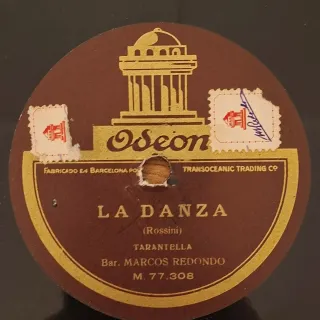 Odeon
FABRICADO EN BARCELONA POR TRANSOCEANIC TRADING Co
LA DANZA
(Rossini)
TARANTELLA
Bar. MARCOS REDONDO
M. 77.308